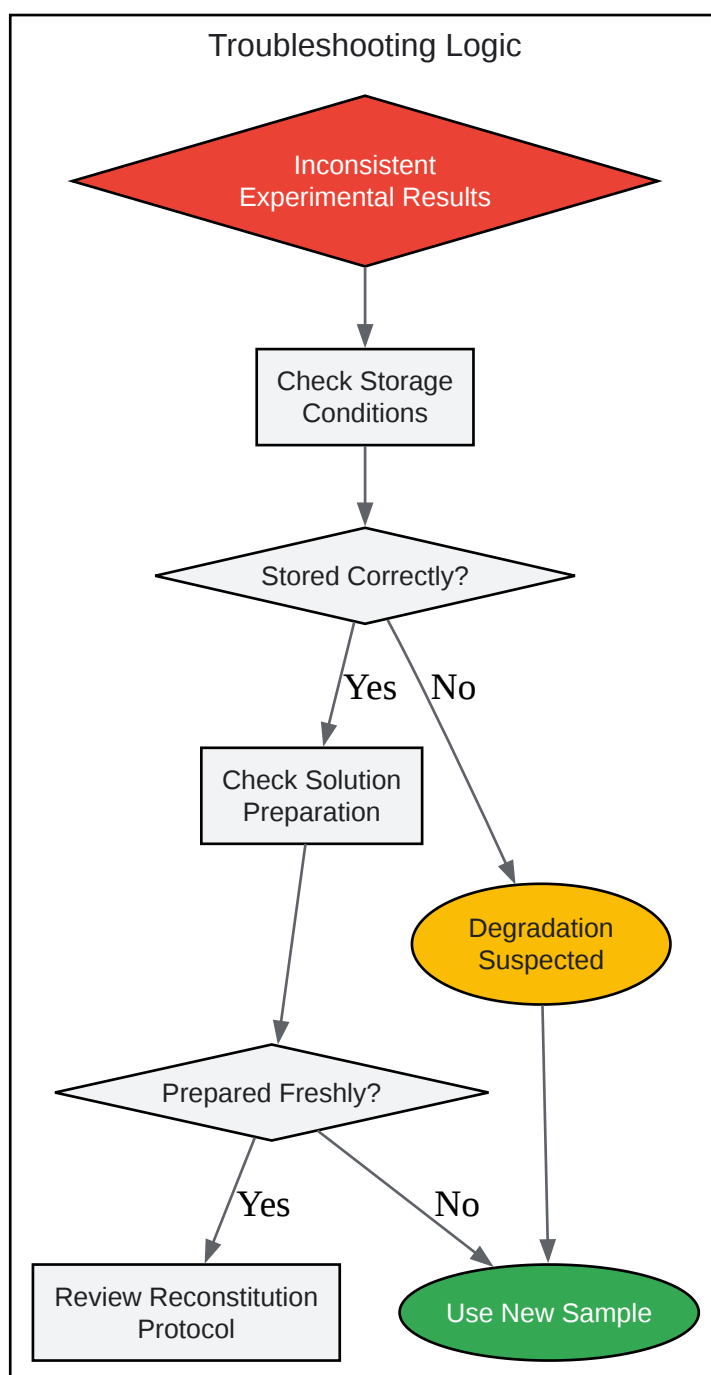 Troubleshooting Logic
Inconsistent
Experimental Results
Check Storage
Conditions
Stored Correctly?
Yes
No
Check Solution
Preparation
Degradation
Suspected
Prepared Freshly?
Yes
No
Review Reconstitution
Protocol
Use New Sample